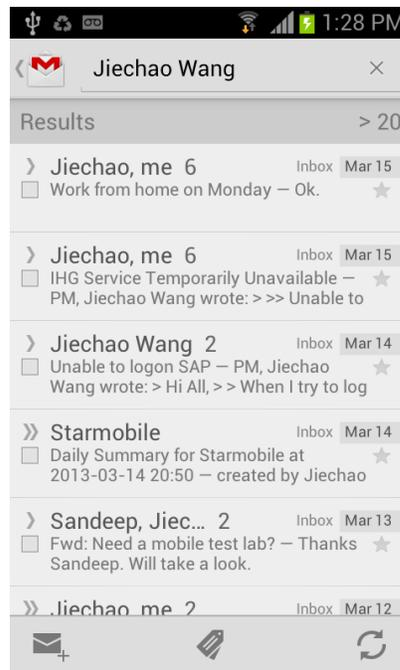 1:28 PM
Jiechao Wang
Results > 20
Jiechao, me 6 Inbox Mar 15
Work from home on Monday — Ok.
Jiechao, me 6 Inbox Mar 15
IHG Service Temporarily Unavailable —
PM, Jiechao Wang wrote: > >> Unable to
Jiechao Wang 2 Inbox Mar 14
Unable to logon SAP — PM, Jiechao
Wang wrote: > Hi All, > > When I try to log
Starmobile Inbox Mar 14
Daily Summary for Starmobile at
2013-03-14 20:50 — created by Jiechao
Sandeep, Jiec... 2 Inbox Mar 13
Fwd: Need a mobile test lab? — Thanks
Sandeep. Will take a look.
Jiechao, me 2 Inbox Mar 12